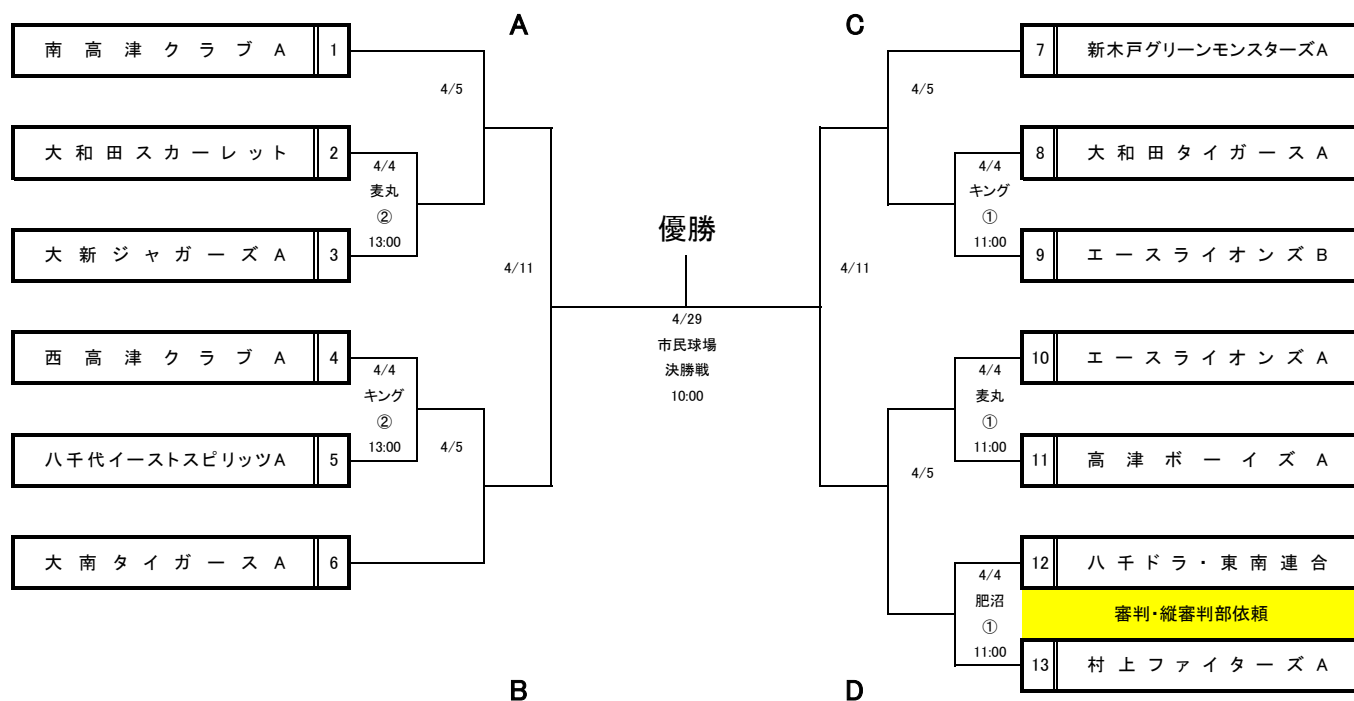 A
C
南高津クラブA 1
4/5
大和田スカーレット 2
4/4
麦丸
②
13:00
大新ジャガーズA 3
4/11
西高津クラブA 4
4/4
キング
②
13:00
八千代イーストスピリッツA 5
4/5
大南タイガースA 6
優勝
4/29
市民球場
決勝戦
10:00
7 新木戸グリーンモンスターズA
4/5
8 大和田タイガースA
4/4
キング
①
11:00
9 エースライオンズB
4/11
10 エースライオンズA
4/4
麦丸
①
11:00
11 高津ボーイズA
4/5
12 八千ドラ・東南連合
4/4
肥沼
①
11:00
審判・縦審判部依頼
13 村上ファイターズA
B
D